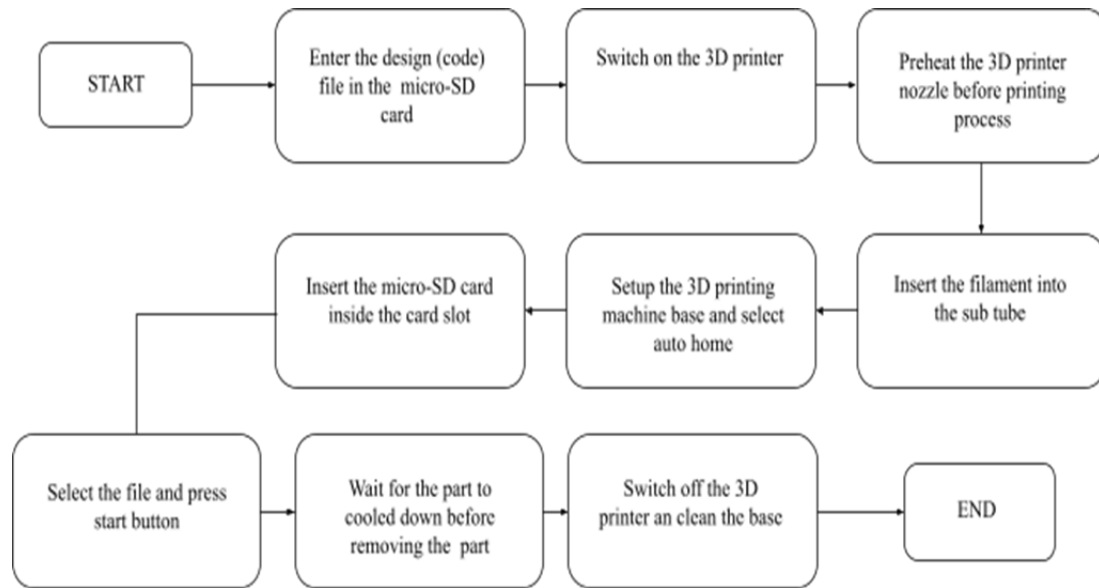 START
Enter the design (code)
file in the micro-SD
card
Switch on the 3D printer
Preheat the 3D printer
nozzle before printing
process
Insert the filament into
the sub tube
Setup the 3D printing
machine base and select
auto home
Insert the micro-SD card
inside the card slot
Select the file and press
start button
Wait for the part to
cooled down before
removing the part
Switch off the 3D
printer an clean the base
END